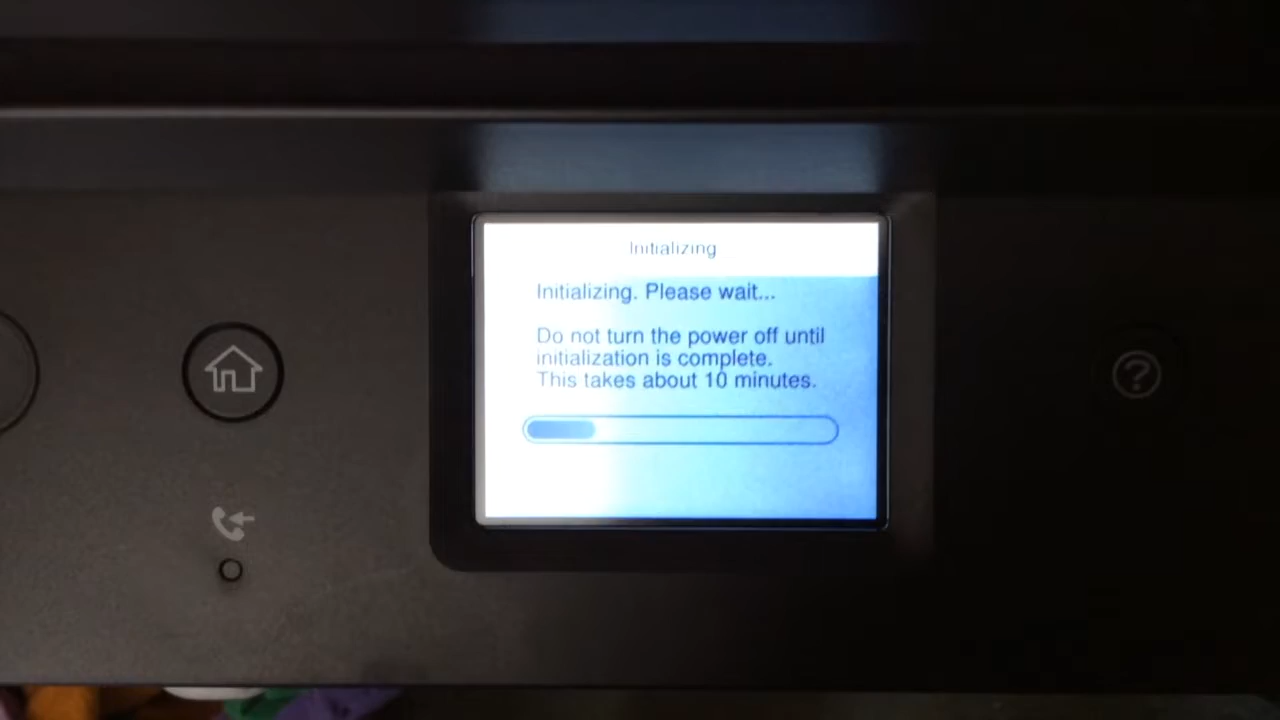 Initializing
Initializing. Please wait...
Do not turn the power off until
initialization is complete.
This takes about 10 minutes.
?